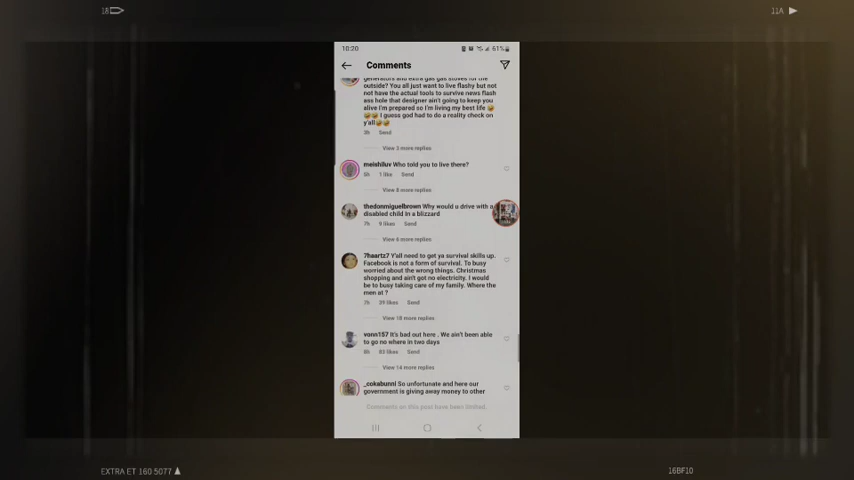 18
11A
10:20
61%
Comments
generators and extra gas gas stoves for the
outside? You all just want to live flashy but not
not have the actual tools to survive news flash
ass hole that designer ain't going to keep you
alive I'm prepared so I'm living my best life 🤣
🤣🤣🤣 I guess god had to do a reality check on
y'all🤣🤣
3h Send
View 3 more replies
meishlluv Who told you to live there?
6h 1 like Send
View 8 more replies
thedonmiguelbrown Why would u drive with a
disabled child in a blizzard
7h 9 likes Send
View 6 more replies
7haartz7 Y'all need to get ya survival skills up.
Facebook is not a form of survival. To busy
worried about the wrong things. Christmas
shopping and ain't got no electricity. I would
be to busy taking care of my family. Where the
men at ?
7h 39 likes Send
View 18 more replies
vonn157 It's bad out here . We ain't been able
to go no where in two days
8h 83 likes Send
View 14 more replies
_cokabunni So unfortunate and here our
government is giving away money to other
Comments on this post have been limited.
EXTRA ET 160 5077
16BF10